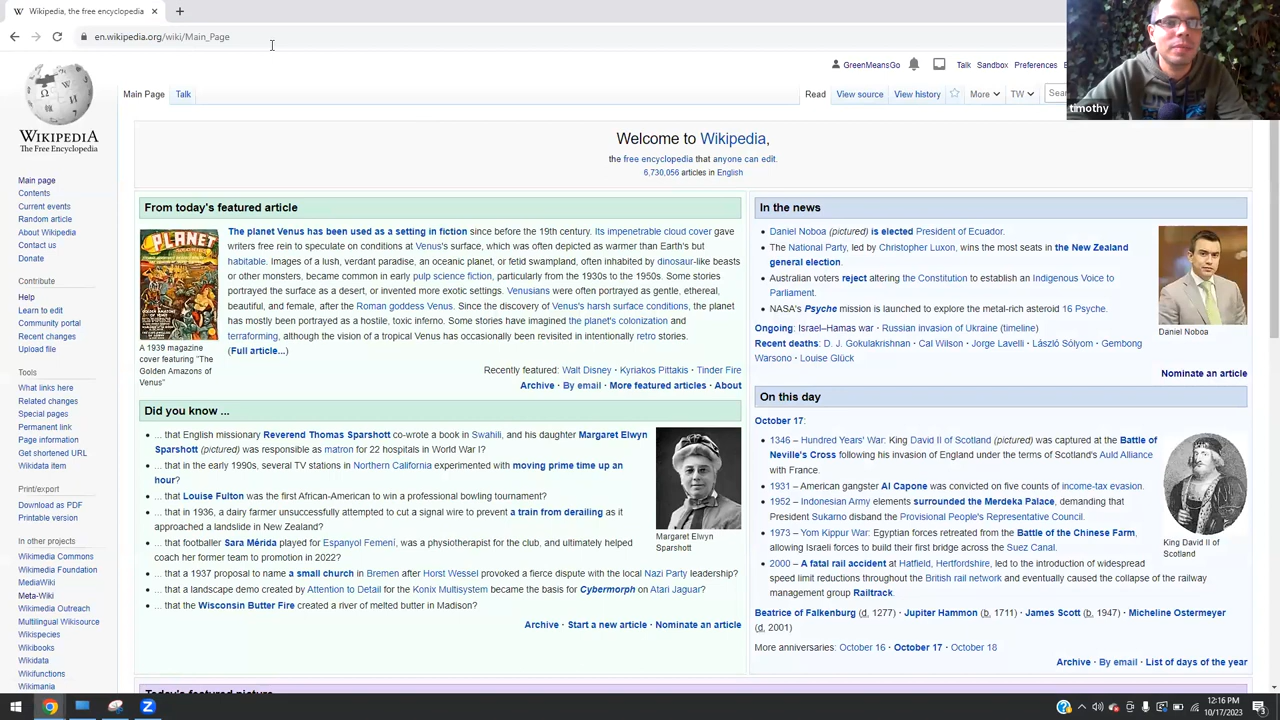 Wikipedia, the free encyclopedia
en.wikipedia.org/wiki/Main_Page
timothy
GreenMeansGo Talk Sandbox Preferences
Main Page Talk
Read View source View history More TW
WIKIPEDIA
The Free Encyclopedia
Main page
Contents
Current events
Random article
About Wikipedia
Contact us
Donate
Contribute
Help
Learn to edit
Community portal
Recent changes
Upload file
Tools
What links here
Related changes
Special pages
Permanent link
Page information
Get shortened URL
Wikidata item
Print/export
Download as PDF
Printable version
In other projects
Wikimedia Commons
Wikimedia Foundation
MediaWiki
Meta-Wiki
Wikimedia Outreach
Multilingual Wikisource
Wikispecies
Wikibooks
Wikidata
Wikifunctions
Wikimania
Welcome to Wikipedia,
the free encyclopedia that anyone can edit.
6,730,056 articles in English
From today's featured article
PLANET
A 1939 magazine
cover featuring "The
Golden Amazons of
Venus"
The planet Venus has been used as a setting in fiction since before the 19th century. Its impenetrable cloud cover gave
writers free rein to speculate on conditions at Venus's surface, which was often depicted as warmer than Earth's but
habitable. Images of a lush, verdant paradise, an oceanic planet, or fetid swampland, often inhabited by dinosaur-like beasts
or other monsters, became common in early pulp science fiction, particularly from the 1930s to the 1950s. Some stories
portrayed the surface as a desert, or invented more exotic settings. Venusians were often portrayed as gentle, ethereal,
beautiful, and female, after the Roman goddess Venus. Since the discovery of Venus's harsh surface conditions, the planet
has mostly been portrayed as a hostile, toxic inferno. Some stories have imagined the planet's colonization and
terraforming, although the vision of a tropical Venus has occasionally been revisited in intentionally retro stories.
(Full article...)
Recently featured: Walt Disney · Kyriakos Pittakis · Tinder Fire
Archive · By email · More featured articles · About
Did you know ...
... that English missionary Reverend Thomas Sparshott co-wrote a book in Swahili, and his daughter Margaret Elwyn
Sparshott (pictured) was responsible as matron for 22 hospitals in World War I?
... that in the early 1990s, several TV stations in Northern California experimented with moving prime time up an
hour?
... that Louise Fulton was the first African-American to win a professional bowling tournament?
... that in 1936, a dairy farmer unsuccessfully attempted to cut a signal wire to prevent a train from derailing as it
approached a landslide in New Zealand?
... that footballer Sara Mérida played for Espanyol Femení, was a physiotherapist for the club, and ultimately helped
coach her former team to promotion in 2022?
... that a 1937 proposal to name a small church in Bremen after Horst Wessel provoked a fierce dispute with the local Nazi Party leadership?
... that a landscape demo created by Attention to Detail for the Konix Multisystem became the basis for Cybermorph on Atari Jaguar?
... that the Wisconsin Butter Fire created a river of melted butter in Madison?
Margaret Elwyn
Sparshott
Archive · Start a new article · Nominate an article
In the news
Daniel Noboa (pictured) is elected President of Ecuador.
The National Party, led by Christopher Luxon, wins the most seats in the New Zealand
general election.
Australian voters reject altering the Constitution to establish an Indigenous Voice to
Parliament.
NASA's Psyche mission is launched to explore the metal-rich asteroid 16 Psyche.
Daniel Noboa
Ongoing: Israel–Hamas war · Russian invasion of Ukraine (timeline)
Recent deaths: D. J. Gokulakrishnan · Cal Wilson · Jorge Lavelli · László Sólyom · Gembong
Warsono · Louise Glück
Nominate an article
On this day
October 17:
1346 – Hundred Years' War: King David II of Scotland (pictured) was captured at the Battle of
Neville's Cross following his invasion of England under the terms of Scotland's Auld Alliance
with France.
1931 – American gangster Al Capone was convicted on five counts of income-tax evasion.
1952 – Indonesian Army elements surrounded the Merdeka Palace, demanding that
President Sukarno disband the Provisional People's Representative Council.
1973 – Yom Kippur War: Egyptian forces retreated from the Battle of the Chinese Farm,
allowing Israeli forces to build their first bridge across the Suez Canal.
2000 – A fatal rail accident at Hatfield, Hertfordshire, led to the introduction of widespread
speed limit reductions throughout the British rail network and eventually caused the collapse of the railway
management group Railtrack.
King David II of
Scotland
Beatrice of Falkenburg (d. 1277) · Jupiter Hammon (b. 1711) · James Scott (b. 1947) · Micheline Ostermeyer
(d. 2001)
More anniversaries: October 16 · October 17 · October 18
Archive · By email · List of days of the year
12:16 PM
10/17/2023